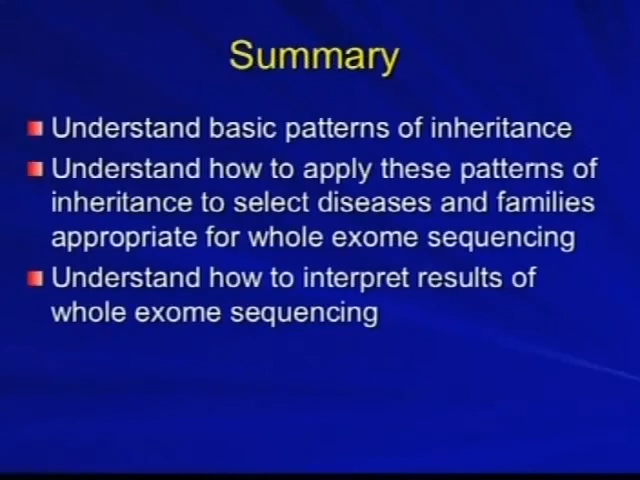 Summary
Understand basic patterns of inheritance
Understand how to apply these patterns of
inheritance to select diseases and families
appropriate for whole exome sequencing
Understand how to interpret results of
whole exome sequencing